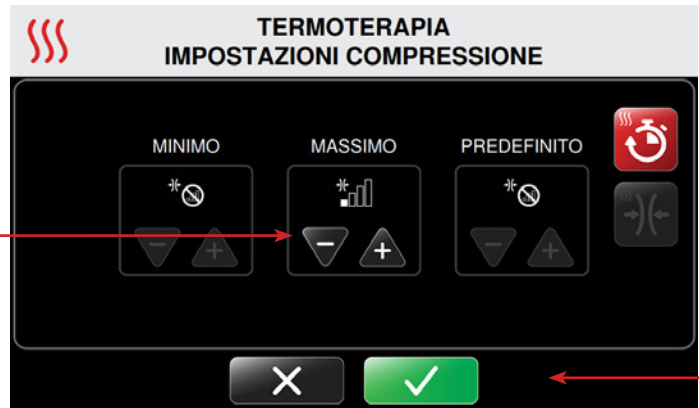 TERMOTERAPIA
IMPOSTAZIONI COMPRESSIONE
MINIMO MASSIMO PREDEFINITO